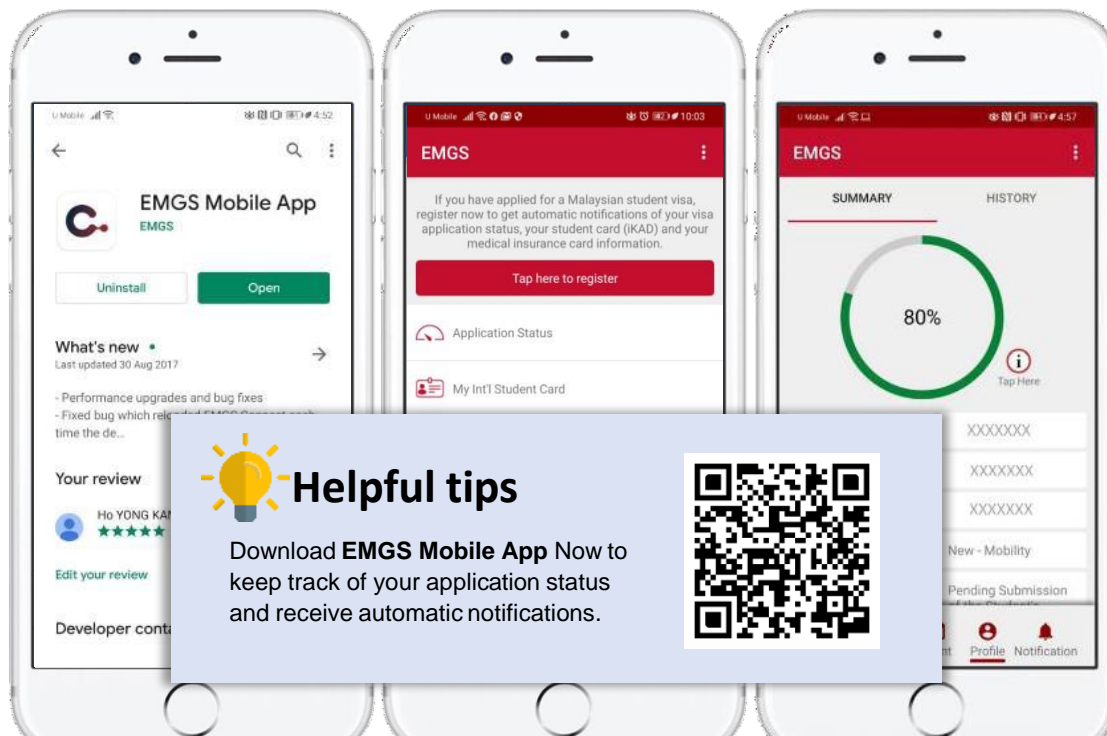 U Mobile
4:52
EMGS Mobile App
EMGS
Uninstall
Open
What's new •
Last updated 30 Aug 2017
- Performance upgrades and bug fixes
- Fixed bug which
time the de...
Your review
Ho YONG
Edit your review
Developer
U Mobile
10:03
EMGS
If you have applied for a Malaysian student visa,
register now to get automatic notifications of your visa
application status, your student card (iKAD) and your
medical insurance card information.
Tap here to register
Application Status
My Int'l Student Card
U Mobile
4:57
EMGS
SUMMARY
HISTORY
80%
i
Tap Here
XXXXXXX
XXXXXXX
XXXXXXX
New - Mobility
Pending Submission
Profile
Notification
Helpful tips
Download EMGS Mobile App Now to
keep track of your application status
and receive automatic notifications.